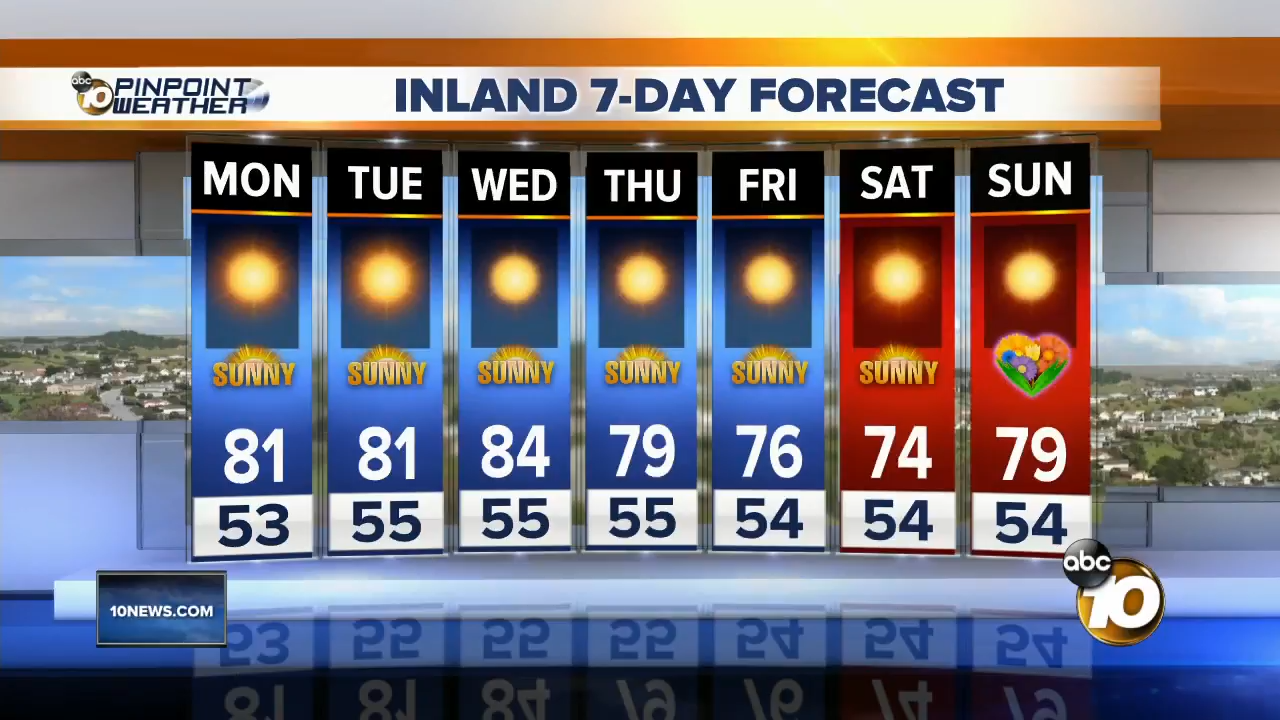 abc 10 PINPOINT WEATHER
INLAND 7-DAY FORECAST
MON TUE WED THU FRI SAT SUN
SUNNY SUNNY SUNNY SUNNY SUNNY SUNNY
81 81 84 79 76 74 79
53 55 55 55 54 54 54
10NEWS.COM
abc 10